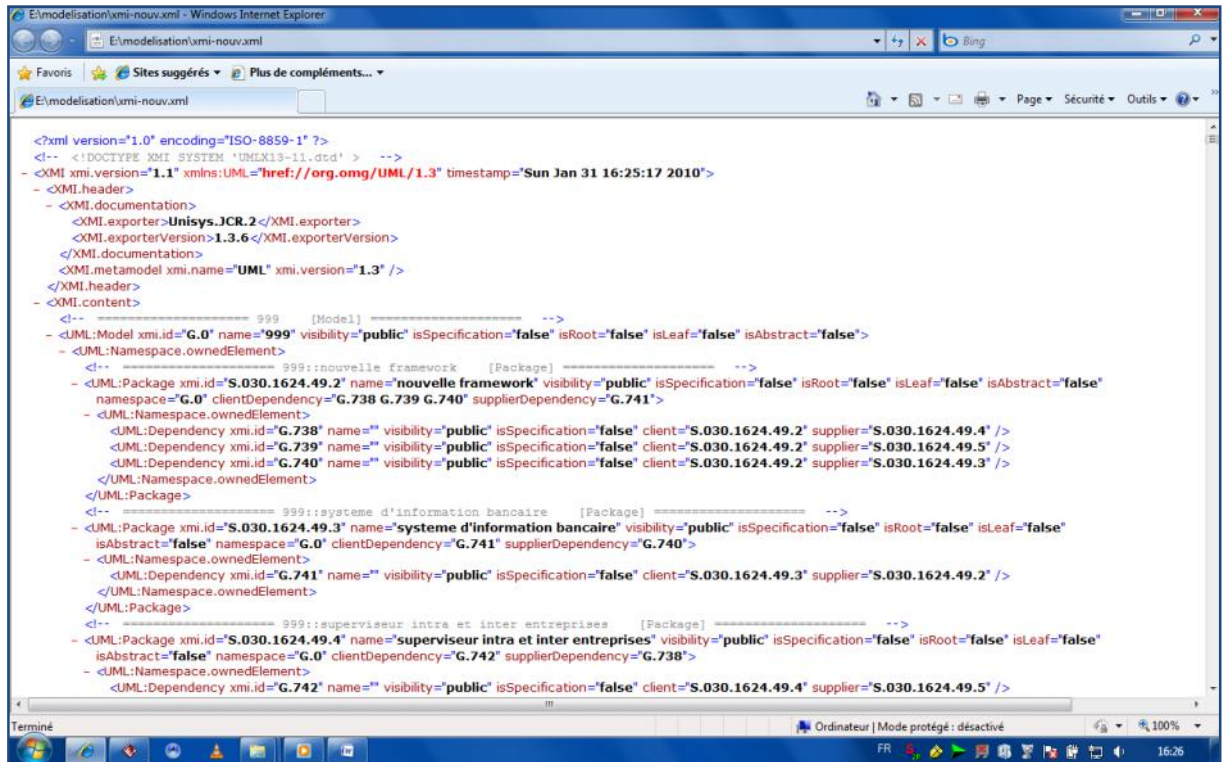 E:\modelisation\xmi-nouv.xml - Windows Internet Explorer
E:\modelisation\xmi-nouv.xml
Bing
Favoris Sites suggérés Plus de compléments...
E:\modelisation\xmi-nouv.xml
Page Sécurité Outils
<?xml version="1.0" encoding="ISO-8859-1" ?>
<!-- <!DOCTYPE XMI SYSTEM 'UMLX13-11.dtd' > -->
- <XMI xmi.version="1.1" xmlns:UML="href://org.omg/UML/1.3" timestamp="Sun Jan 31 16:25:17 2010">
- <XMI.header>
- <XMI.documentation>
<XMI.exporter>Unisys.JCR.2</XMI.exporter>
<XMI.exporterVersion>1.3.6</XMI.exporterVersion>
</XMI.documentation>
<XMI.metamodel xmi.name="UML" xmi.version="1.3" />
</XMI.header>
- <XMI.content>
<!-- ==================== 999 [Model] ==================== -->
- <UML:Model xmi.id="G.0" name="999" visibility="public" isSpecification="false" isRoot="false" isLeaf="false" isAbstract="false">
- <UML:Namespace.ownedElement>
<!-- ==================== 999::nouvelle framework [Package] ==================== -->
- <UML:Package xmi.id="S.030.1624.49.2" name="nouvelle framework" visibility="public" isSpecification="false" isRoot="false" isLeaf="false" isAbstract="false"
namespace="G.0" clientDependency="G.738 G.739 G.740" supplierDependency="G.741">
- <UML:Namespace.ownedElement>
<UML:Dependency xmi.id="G.738" name="" visibility="public" isSpecification="false" client="S.030.1624.49.2" supplier="S.030.1624.49.4" />
<UML:Dependency xmi.id="G.739" name="" visibility="public" isSpecification="false" client="S.030.1624.49.2" supplier="S.030.1624.49.5" />
<UML:Dependency xmi.id="G.740" name="" visibility="public" isSpecification="false" client="S.030.1624.49.2" supplier="S.030.1624.49.3" />
</UML:Namespace.ownedElement>
</UML:Package>
<!-- ==================== 999::systeme d'information bancaire [Package] ==================== -->
- <UML:Package xmi.id="S.030.1624.49.3" name="systeme d'information bancaire" visibility="public" isSpecification="false" isRoot="false" isLeaf="false"
isAbstract="false" namespace="G.0" clientDependency="G.741" supplierDependency="G.740">
- <UML:Namespace.ownedElement>
<UML:Dependency xmi.id="G.741" name="" visibility="public" isSpecification="false" client="S.030.1624.49.3" supplier="S.030.1624.49.2" />
</UML:Namespace.ownedElement>
</UML:Package>
<!-- ==================== 999::superviseur intra et inter entreprises [Package] ==================== -->
- <UML:Package xmi.id="S.030.1624.49.4" name="superviseur intra et inter entreprises" visibility="public" isSpecification="false" isRoot="false" isLeaf="false"
isAbstract="false" namespace="G.0" clientDependency="G.742" supplierDependency="G.738">
- <UML:Namespace.ownedElement>
<UML:Dependency xmi.id="G.742" name="" visibility="public" isSpecification="false" client="S.030.1624.49.4" supplier="S.030.1624.49.5" />
Terminé Ordinateur | Mode protégé : désactivé 100%
FR 16:26